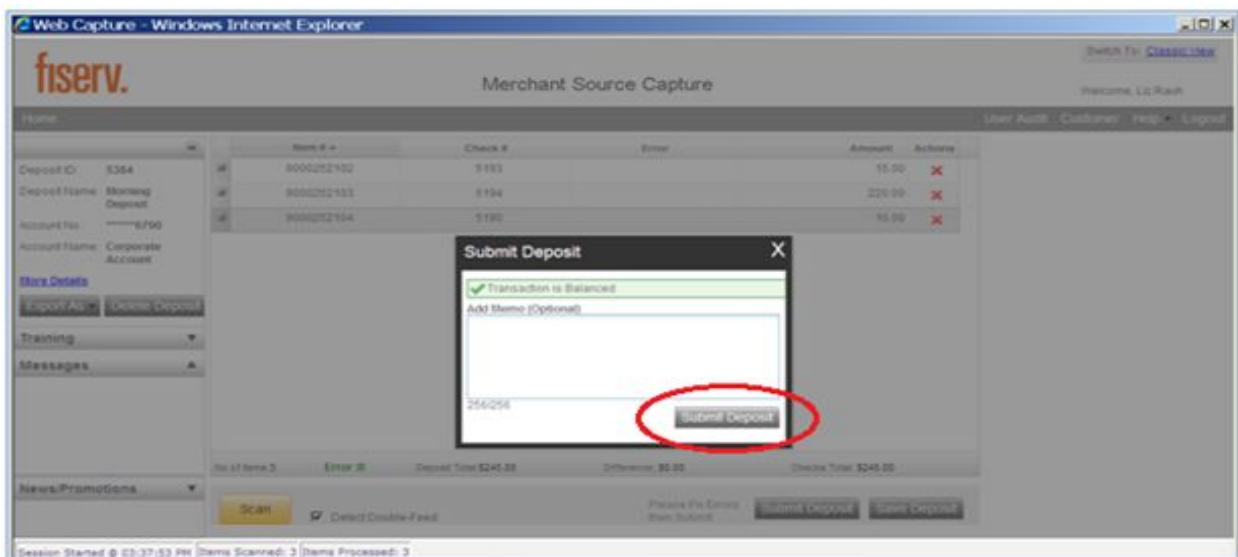 Web Capture - Windows Internet Explorer
Switch To: Classic View
fiserv.
Merchant Source Capture
Welcome, Liz Rash
Home
User Audit Customer Help Logout
Item # Check # Error Amount Actions
Deposit ID: 5384
8000252102 5193 15.00
Deposit Name: Morning Deposit
8000252103 5194 220.00
Account No.: ******6790
8000252104 5190 10.00
Account Name: Corporate Account
More Details
Export As Delete Deposit
Training
Messages
Submit Deposit X
Transaction is Balanced
Add Memo (Optional)
256/256
Submit Deposit
No of Items 3 Error: 0 Deposit Total $245.00 Difference: $0.00 Checks Total: $245.00
News/Promotions
Scan
Detect Double-Feed
Please Fix Errors then Submit
Submit Deposit Save Deposit
Session Started @ 03:37:53 PM Items Scanned: 3 Items Processed: 3